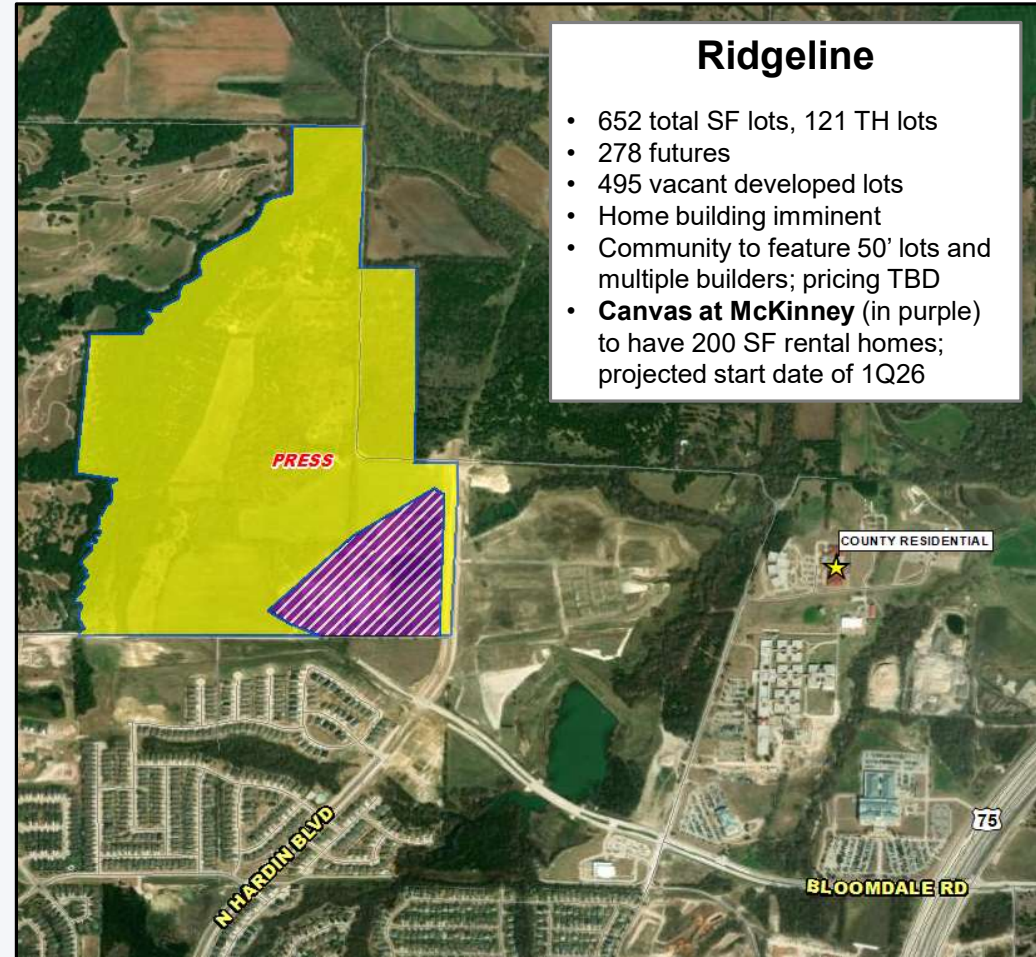 Ridgeline
• 652 total SF lots, 121 TH lots
• 278 futures
• 495 vacant developed lots
• Home building imminent
• Community to feature 50’ lots and
multiple builders; pricing TBD
• Canvas at McKinney (in purple)
to have 200 SF rental homes;
projected start date of 1Q26
PRESS
COUNTY RESIDENTIAL
75
N HARDIN BLVD
BLOOMDALE RD